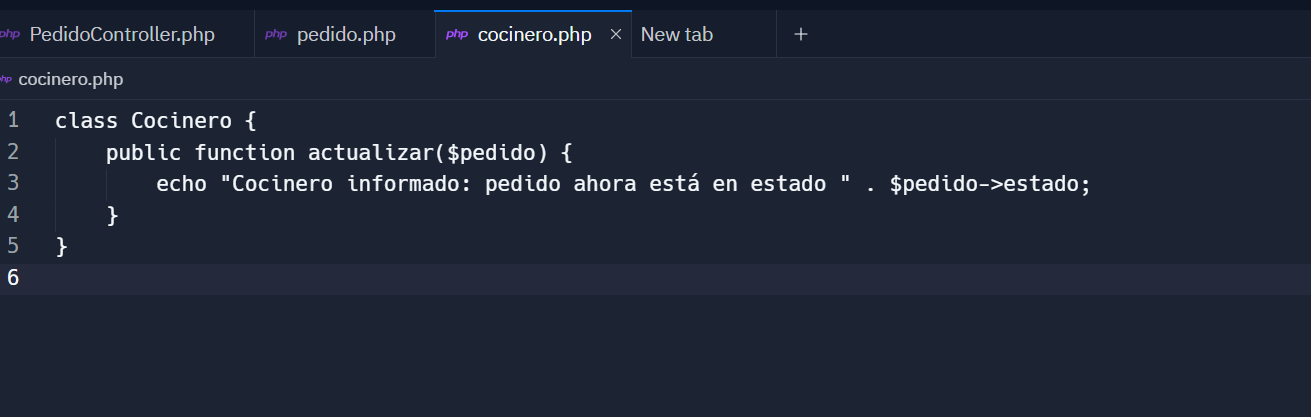 php PedidoController.php php pedido.php php cocinero.php × New tab +
php cocinero.php
1 class Cocinero {
2 public function actualizar($pedido) {
3 echo "Cocinero informado: pedido ahora está en estado " . $pedido->estado;
4 }
5 }
6